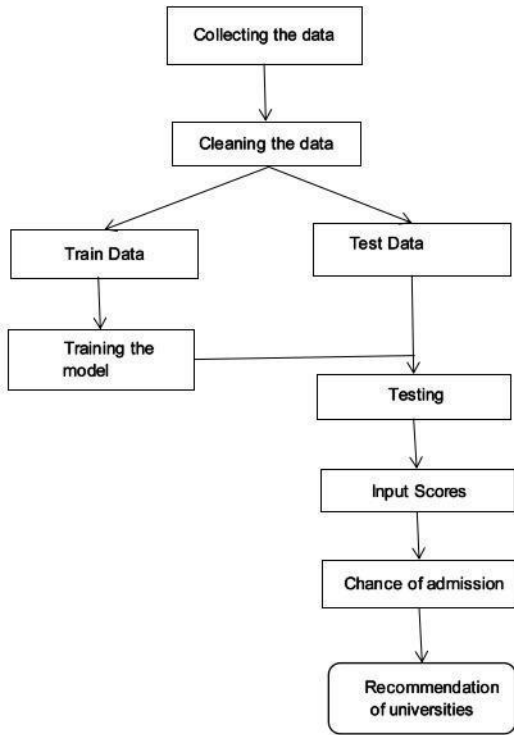 Collecting the data
Cleaning the data
Train Data
Test Data
Training the
model
Testing
Input Scores
Chance of admission
Recommendation
of universities